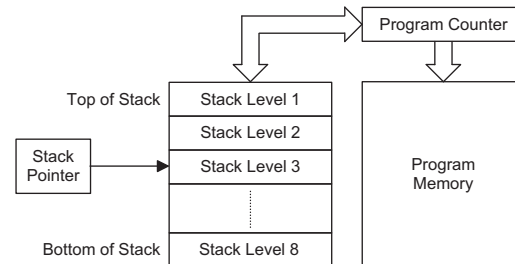 Program Counter
Top of Stack
Stack Level 1
Stack Level 2
Stack
Pointer
Stack Level 3
Program
Memory
Bottom of Stack
Stack Level 8